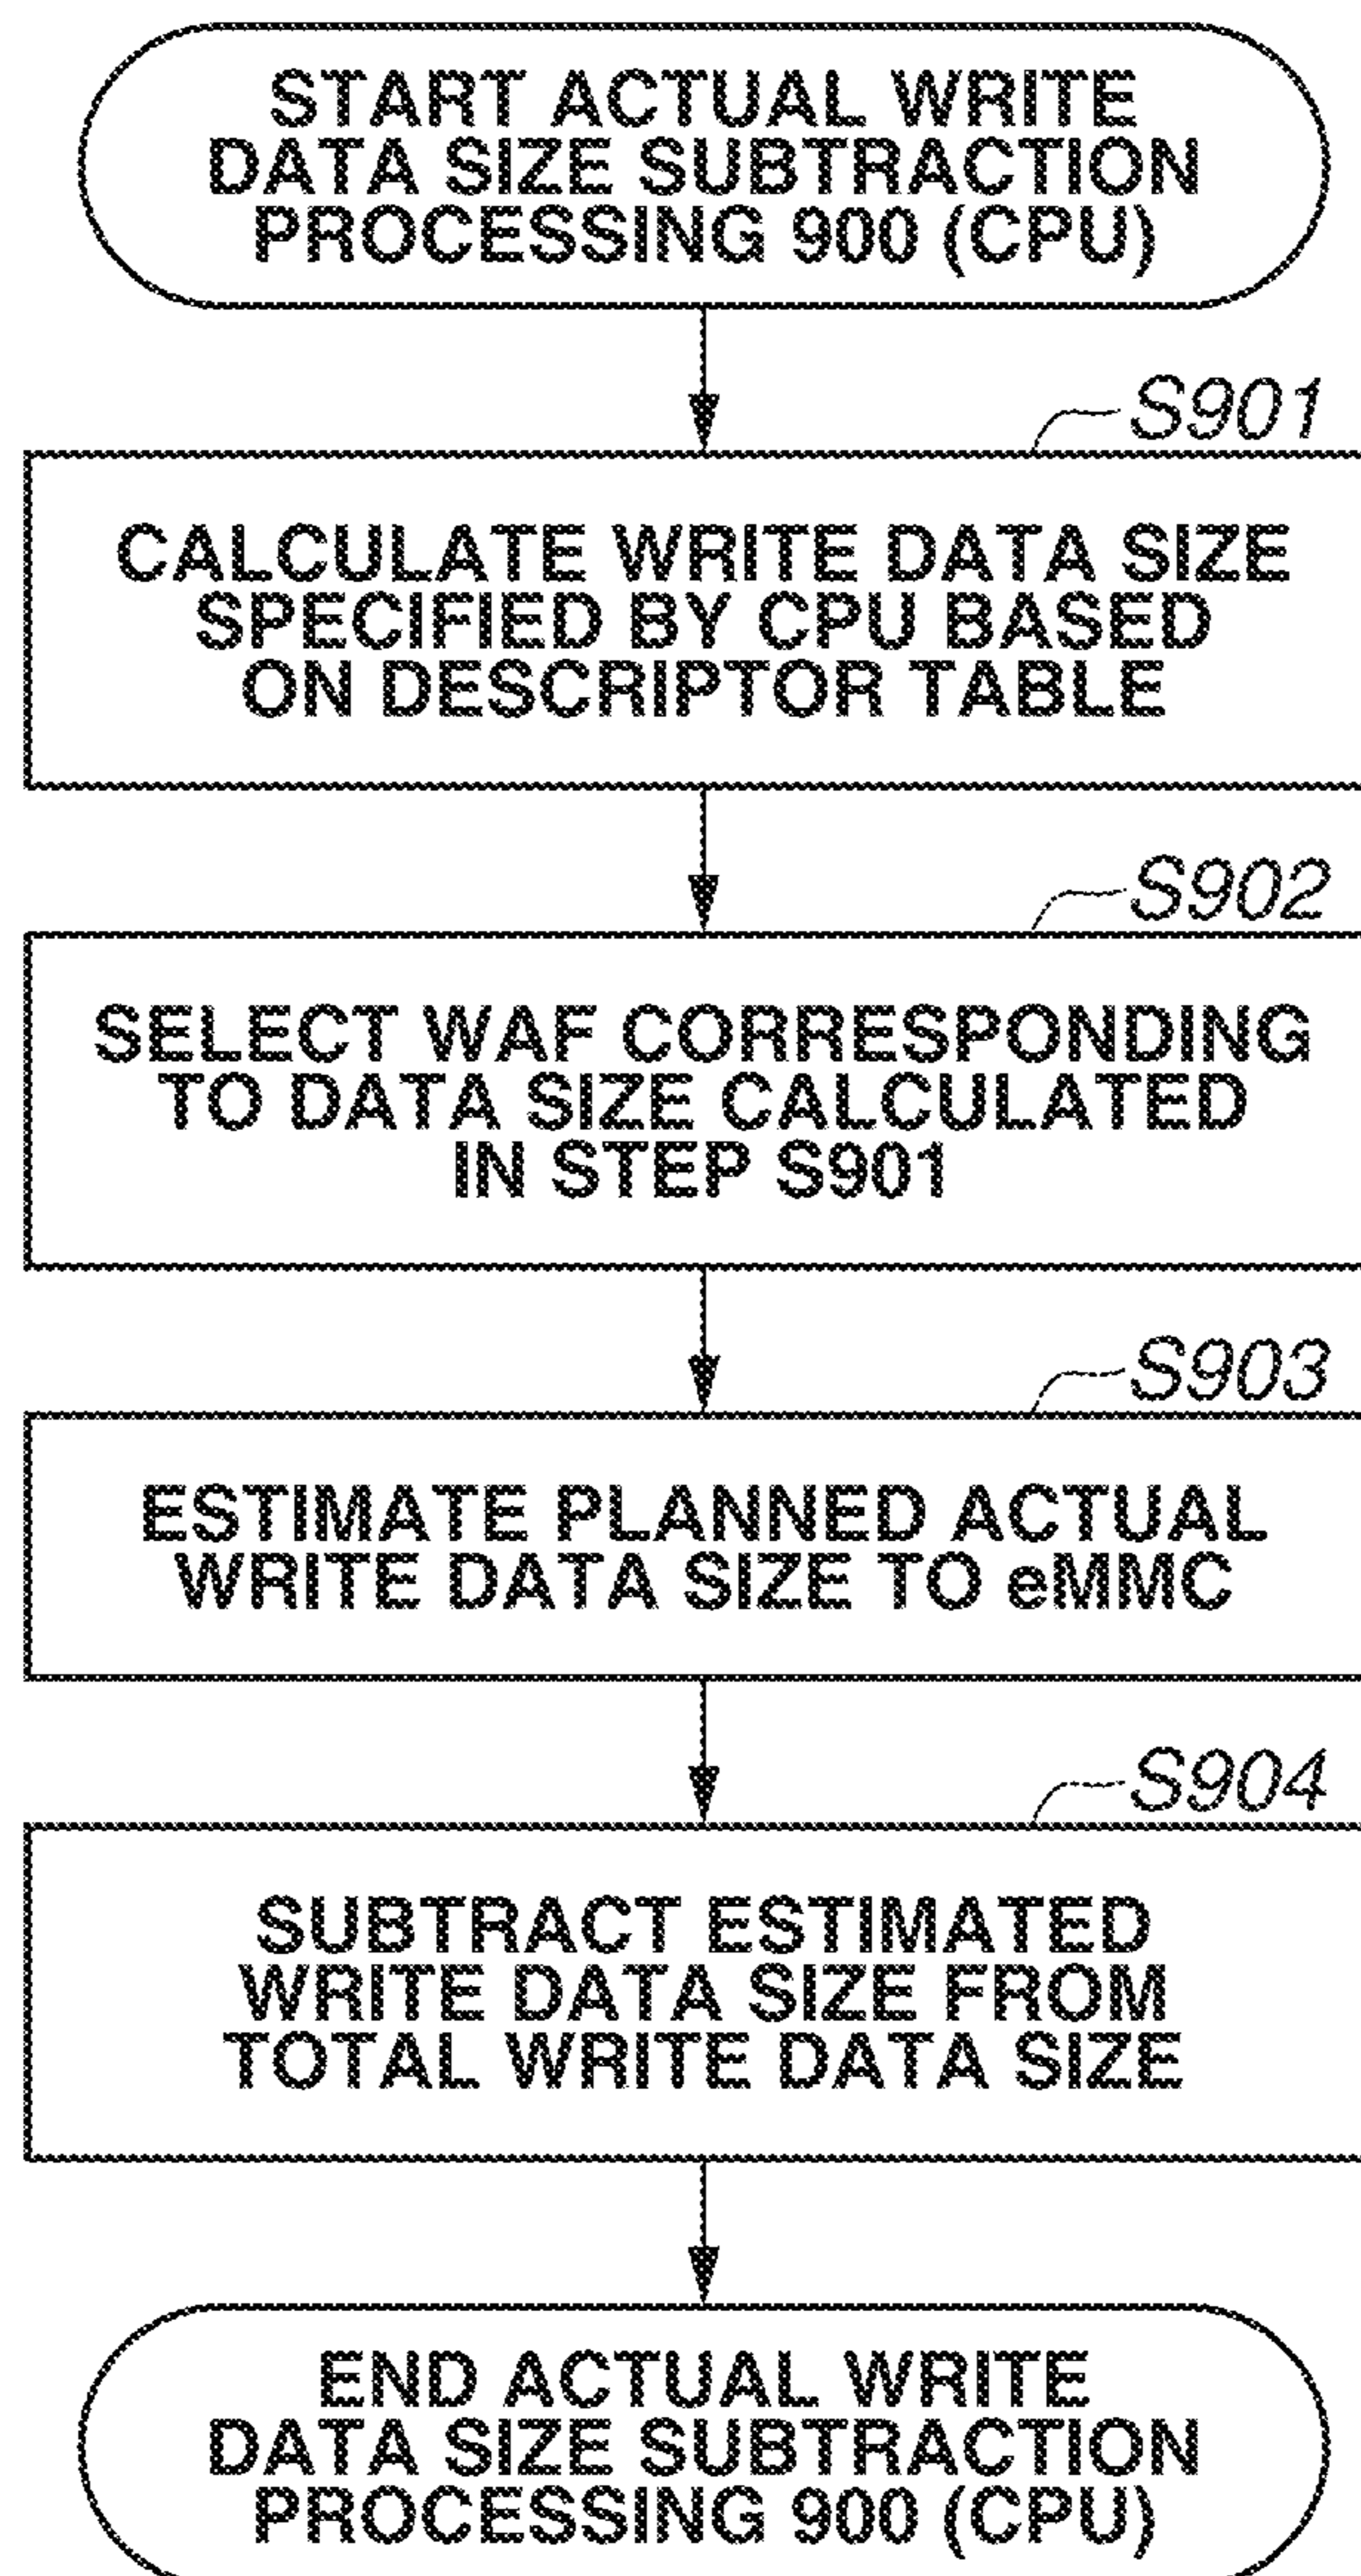 START ACTUAL WRITE
DATA SIZE SUBTRACTION
PROCESSING 900 (CPU)
S901
CALCULATE WRITE DATA SIZE
SPECIFIED BY CPU BASED
ON DESCRIPTOR TABLE
S902
SELECT WAF CORRESPONDING
TO DATA SIZE CALCULATED
IN STEP S901
S903
ESTIMATE PLANNED ACTUAL
WRITE DATA SIZE TO eMMC
S904
SUBTRACT ESTIMATED
WRITE DATA SIZE FROM
TOTAL WRITE DATA SIZE
END ACTUAL WRITE
DATA SIZE SUBTRACTION
PROCESSING 900 (CPU)